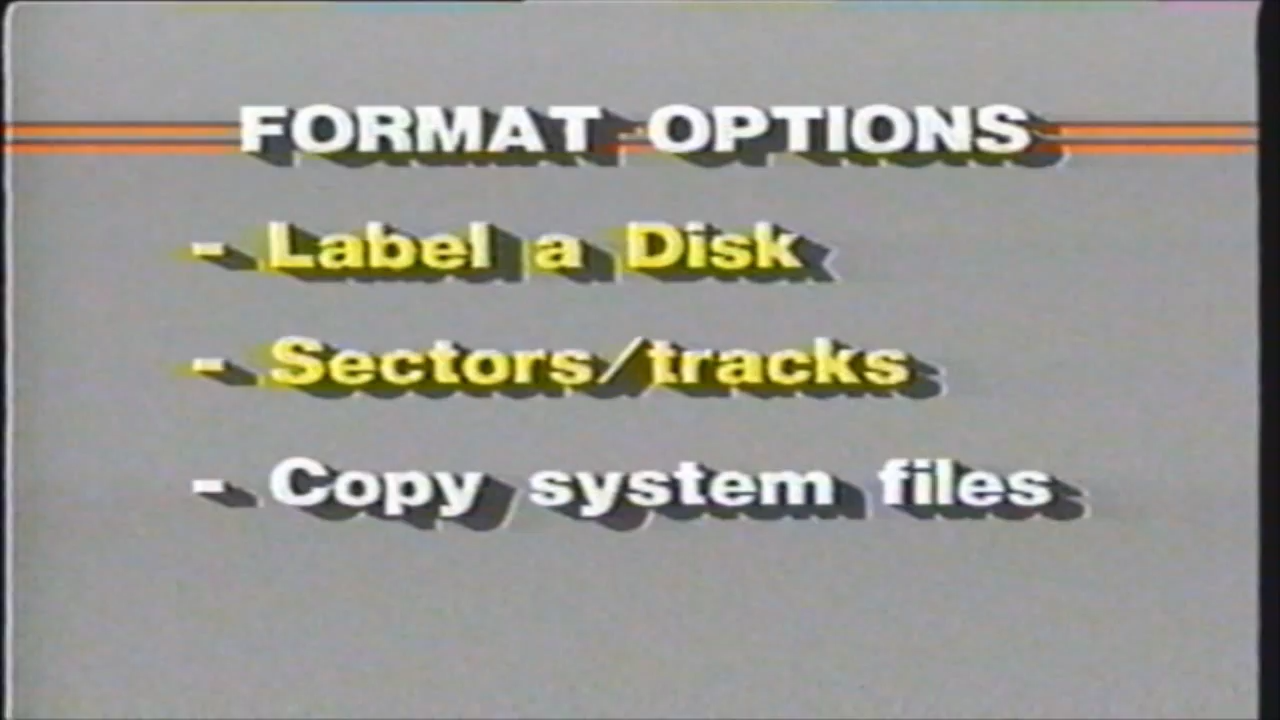 FORMAT OPTIONS
- Label a Disk
- Sectors/tracks
- Copy system files